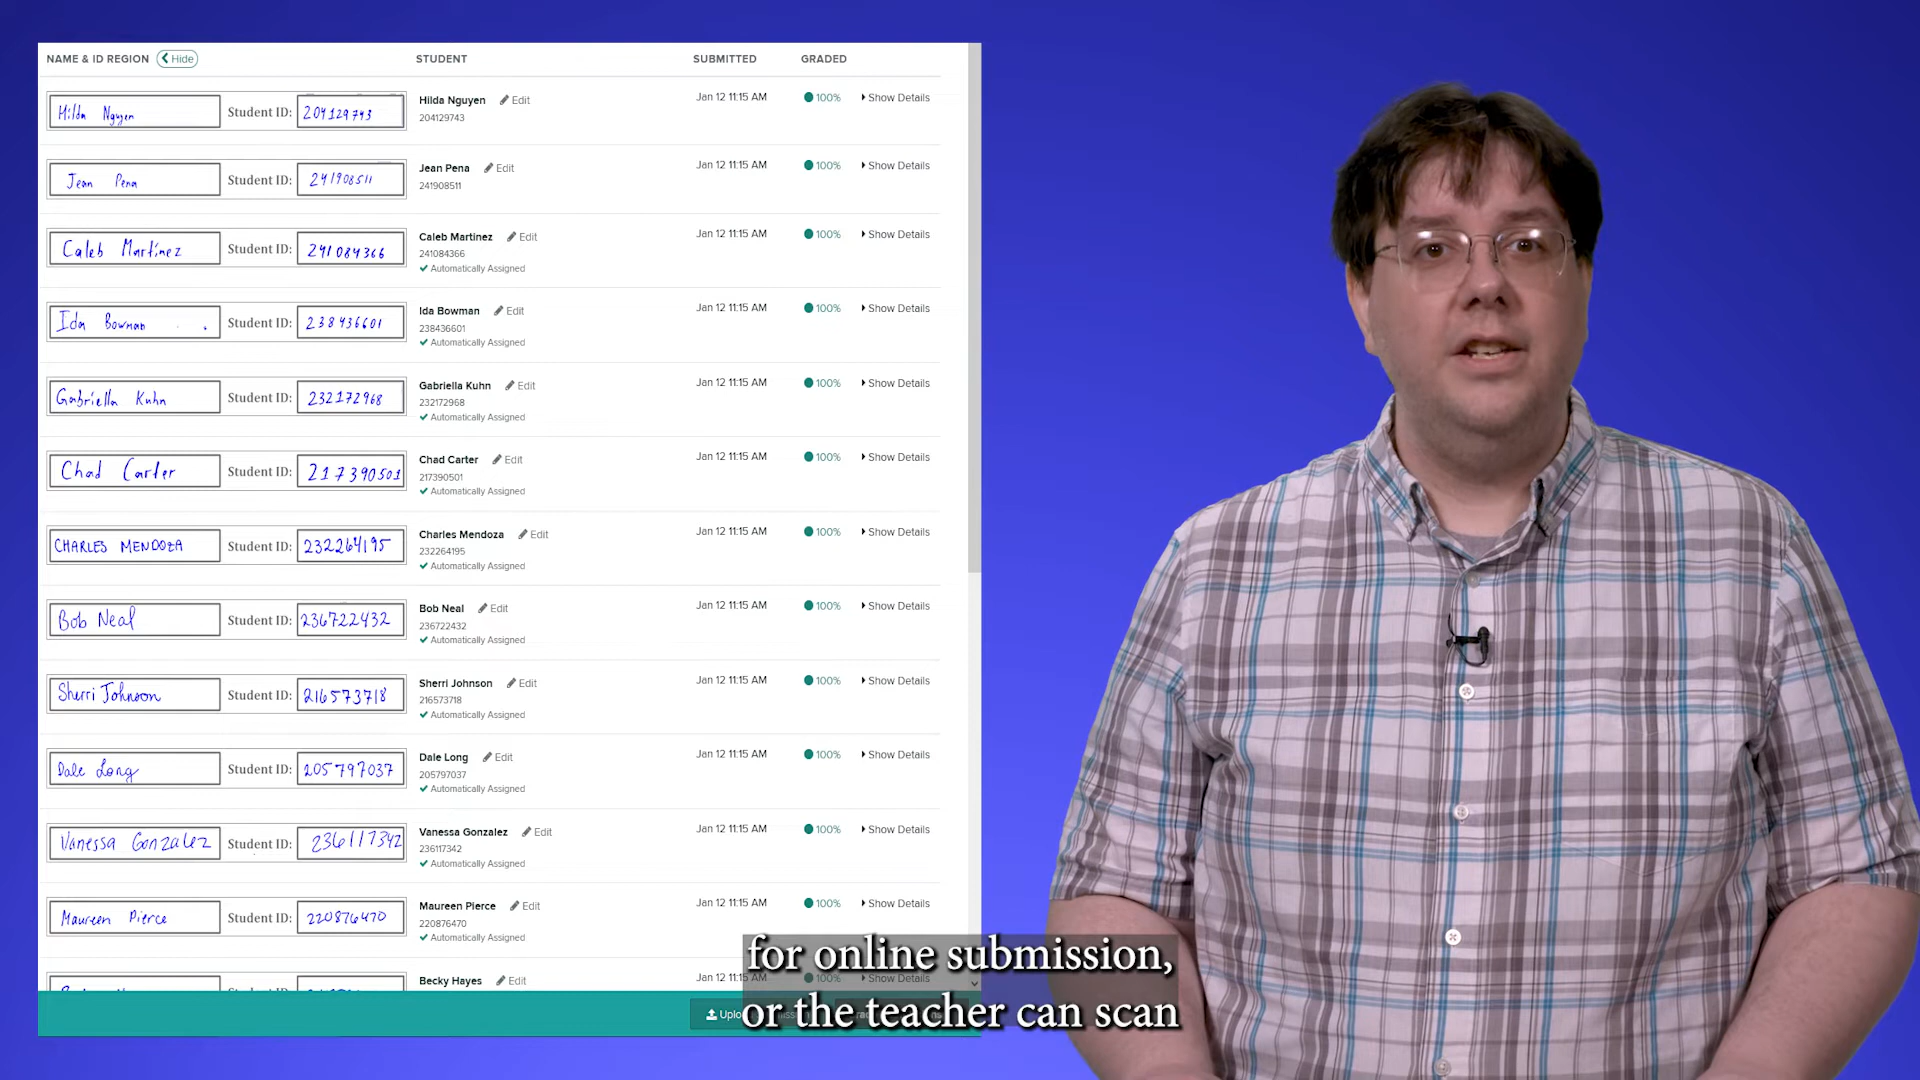 NAME & ID REGION Hide STUDENT SUBMITTED GRADED
Hilda Nguyen Student ID: 204129743 Hilda Nguyen Edit Jan 12 11:15 AM 100% Show Details
204129743
Jean Pena Student ID: 241908511 Jean Pena Edit Jan 12 11:15 AM 100% Show Details
241908511
Caleb Martinez Student ID: 241084366 Caleb Martinez Edit Jan 12 11:15 AM 100% Show Details
241084366
Automatically Assigned
Ida Bowman Student ID: 238436601 Ida Bowman Edit Jan 12 11:15 AM 100% Show Details
238436601
Automatically Assigned
Gabriella Kuhn Student ID: 232172968 Gabriella Kuhn Edit Jan 12 11:15 AM 100% Show Details
232172968
Automatically Assigned
Chad Carter Student ID: 217390501 Chad Carter Edit Jan 12 11:15 AM 100% Show Details
217390501
Automatically Assigned
CHARLES MENDOZA Student ID: 232264195 Charles Mendoza Edit Jan 12 11:15 AM 100% Show Details
232264195
Automatically Assigned
Bob Neal Student ID: 236722432 Bob Neal Edit Jan 12 11:15 AM 100% Show Details
236722432
Automatically Assigned
Sherri Johnson Student ID: 216573718 Sherri Johnson Edit Jan 12 11:15 AM 100% Show Details
216573718
Automatically Assigned
Dale Long Student ID: 205797037 Dale Long Edit Jan 12 11:15 AM 100% Show Details
205797037
Automatically Assigned
Vanessa Gonzalez Student ID: 236117342 Vanessa Gonzalez Edit Jan 12 11:15 AM 100% Show Details
236117342
Automatically Assigned
Maureen Pierce Student ID: 220876470 Maureen Pierce Edit Jan 12 11:15 AM 100% Show Details
220876470
Automatically Assigned
Becky Hayes Edit Jan 12 11:15 AM 100% Show Details
for online submission,
or the teacher can scan